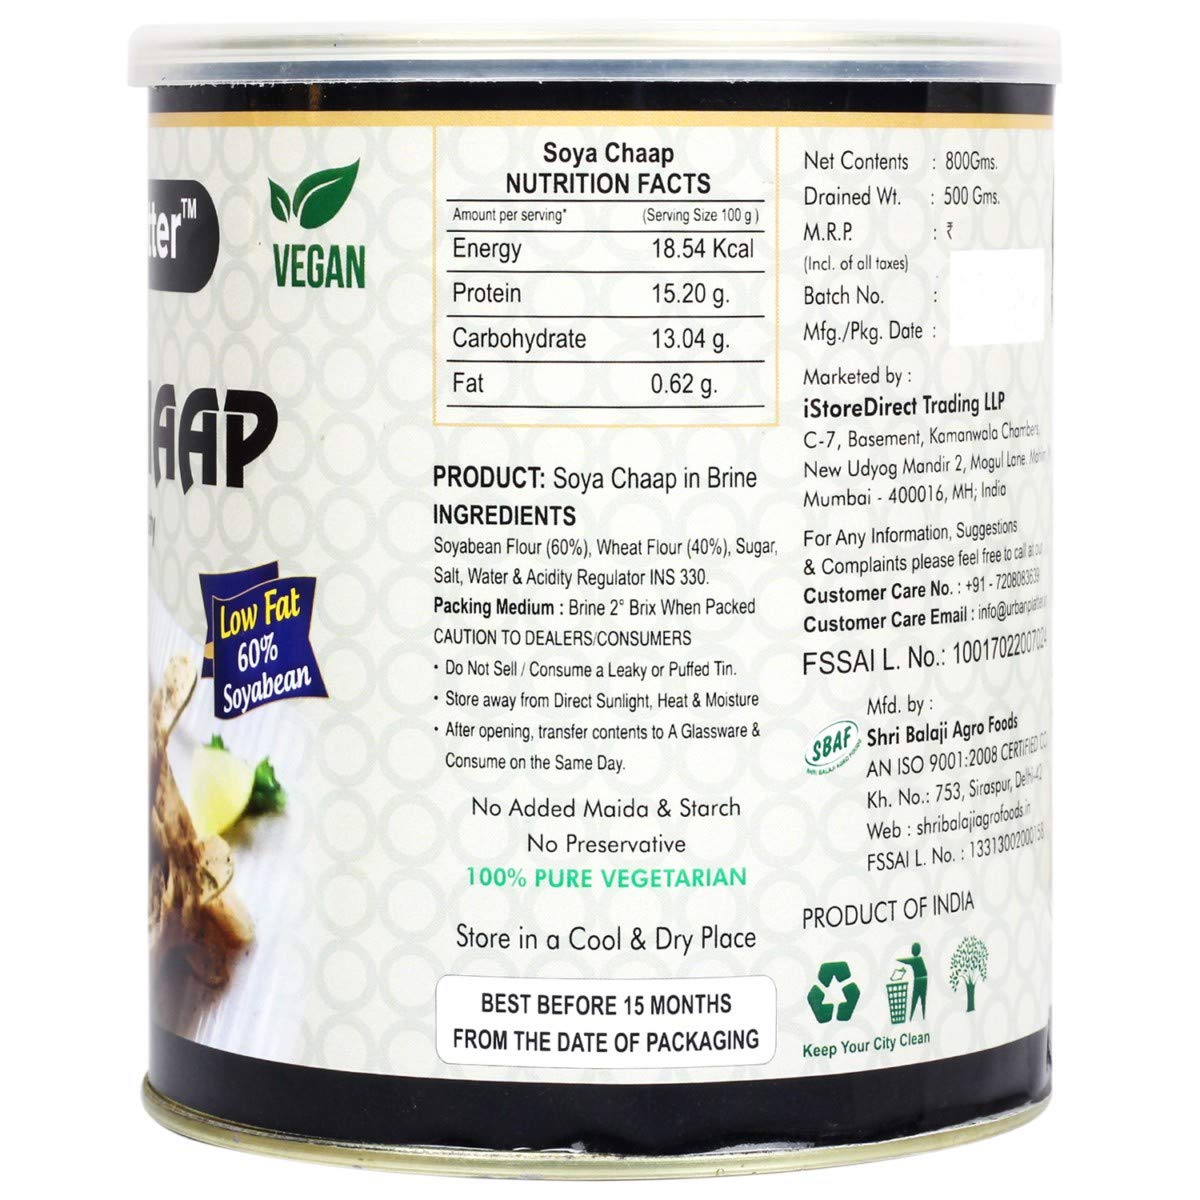 tter™
VEGAN
AAP
Low Fat
60%
Soyabean
Soya Chaap
NUTRITION FACTS
Amount per serving* (Serving Size 100 g)
Energy 18.54 Kcal
Protein 15.20 g.
Carbohydrate 13.04 g.
Fat 0.62 g.
PRODUCT: Soya Chaap in Brine
INGREDIENTS
Soyabean Flour (60%), Wheat Flour (40%), Sugar,
Salt, Water & Acidity Regulator INS 330.
Packing Medium : Brine 2° Brix When Packed
CAUTION TO DEALERS/CONSUMERS
• Do Not Sell / Consume a Leaky or Puffed Tin.
• Store away from Direct Sunlight, Heat & Moisture
• After opening, transfer contents to A Glassware &
Consume on the Same Day.
No Added Maida & Starch
No Preservative
100% PURE VEGETARIAN
Store in a Cool & Dry Place
BEST BEFORE 15 MONTHS
FROM THE DATE OF PACKAGING
Net Contents : 800Gms.
Drained Wt. : 500 Gms.
M.R.P. : ₹
(Incl. of all taxes)
Batch No. :
Mfg./Pkg. Date :
Marketed by :
iStoreDirect Trading LLP
C-7, Basement, Kamanwala Chambers,
New Udyog Mandir 2, Mogul Lane,
Mumbai - 400016, MH; India
For Any Information, Suggestions
& Complaints please feel free to call at our
Customer Care No. : +91 - 7208083639
Customer Care Email : info@urbanplatter.
FSSAI L. No.: 10017022007024
Mfd. by :
SBAF
SHRI BALAJI AGRO FOODS
Shri Balaji Agro Foods
AN ISO 9001:2008 CERTIFIED CO
Kh. No.: 753, Siraspur, Delhi-42
Web : shribalajiagrofoods.in
FSSAI L. No. : 13313002000158
PRODUCT OF INDIA
Keep Your City Clean